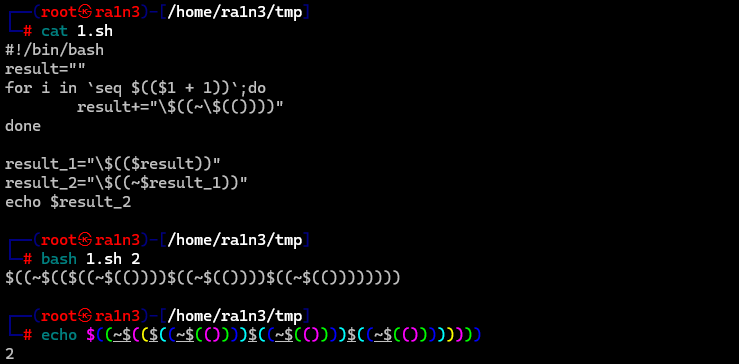 ┌──(root㉿ra1n3)-[/home/ra1n3/tmp]
└─# cat 1.sh
#!/bin/bash
result=""
for i in `seq $(($1 + 1))`;do
        result+="\$((~\$(())))"
done

result_1="\$(($result))"
result_2="\$((~$result_1))"
echo $result_2

┌──(root㉿ra1n3)-[/home/ra1n3/tmp]
└─# bash 1.sh 2
$((~$(($((~$(())))$((~$(())))$((~$(())))))))

┌──(root㉿ra1n3)-[/home/ra1n3/tmp]
└─# echo $((~$(($((~$(())))$((~$(())))$((~$(())))))))
2